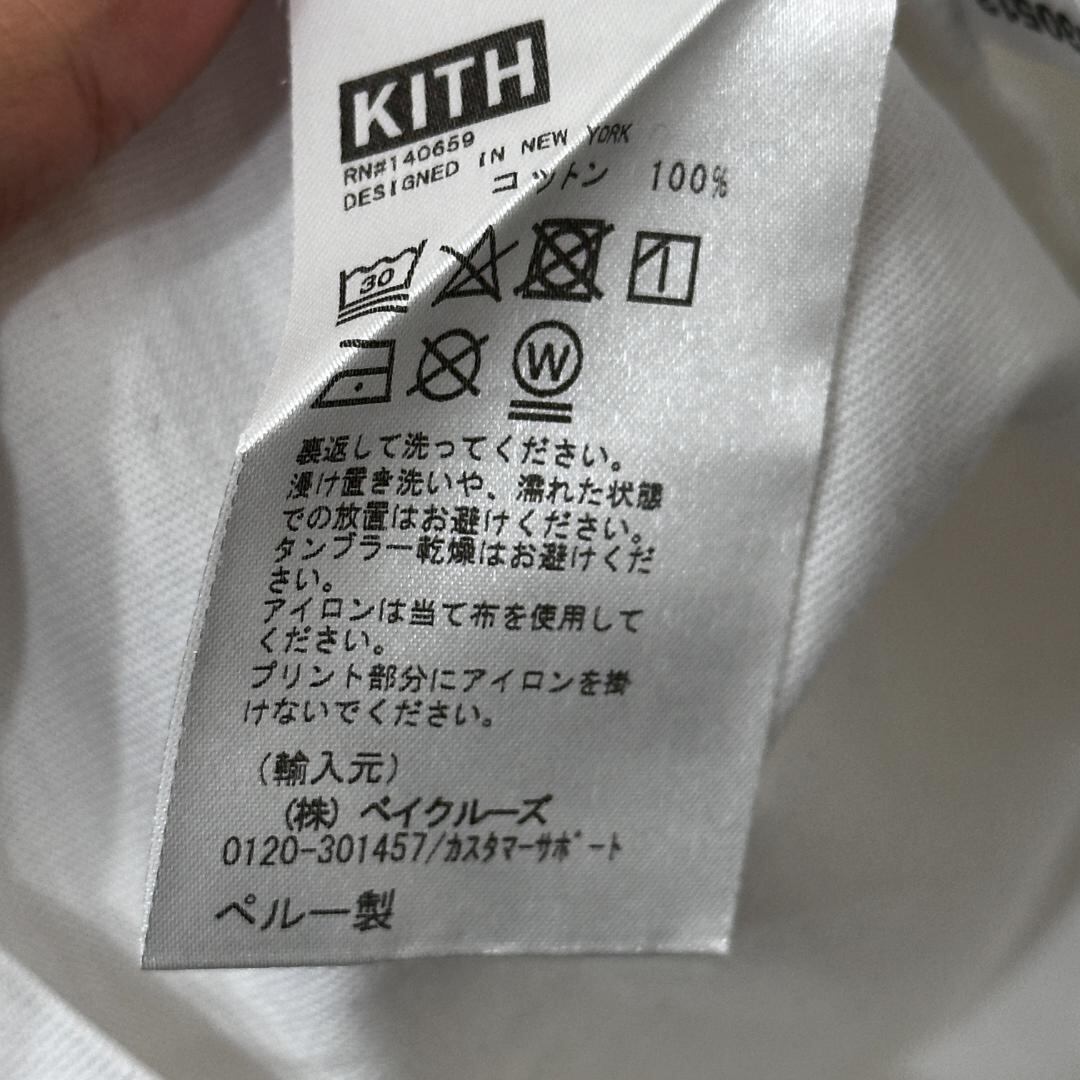 KITH
RN#140659
DESIGNED IN NEW YORK
コットン 100%
30
W
裏返して洗ってください。
浸け置き洗いや、濡れた状態
での放置はお避けください。
タンブラー乾燥はお避けくだ
さい。
アイロンは当て布を使用して
ください。
プリント部分にアイロンを掛
けないでください。
(輸入元)
(株) ベイクルーズ
0120-301457/ｶｽﾀﾏｰｻﾎﾟｰﾄ
ペルー製